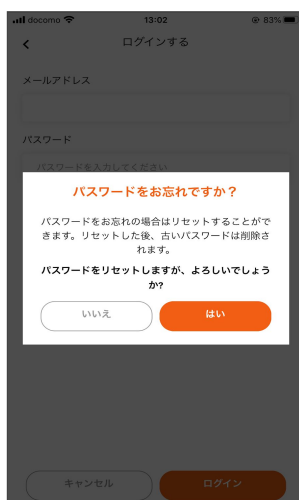 docomo 13:02 83%
ログインする
メールアドレス
パスワード
パスワードを入力してください
パスワードをお忘れですか？
パスワードをお忘れの場合はリセットすることがで
きます。リセットした後、古いパスワードは削除さ
れます。
パスワードをリセットしますが、よろしいでしょう
か?
いいえ はい
キャンセル ログイン